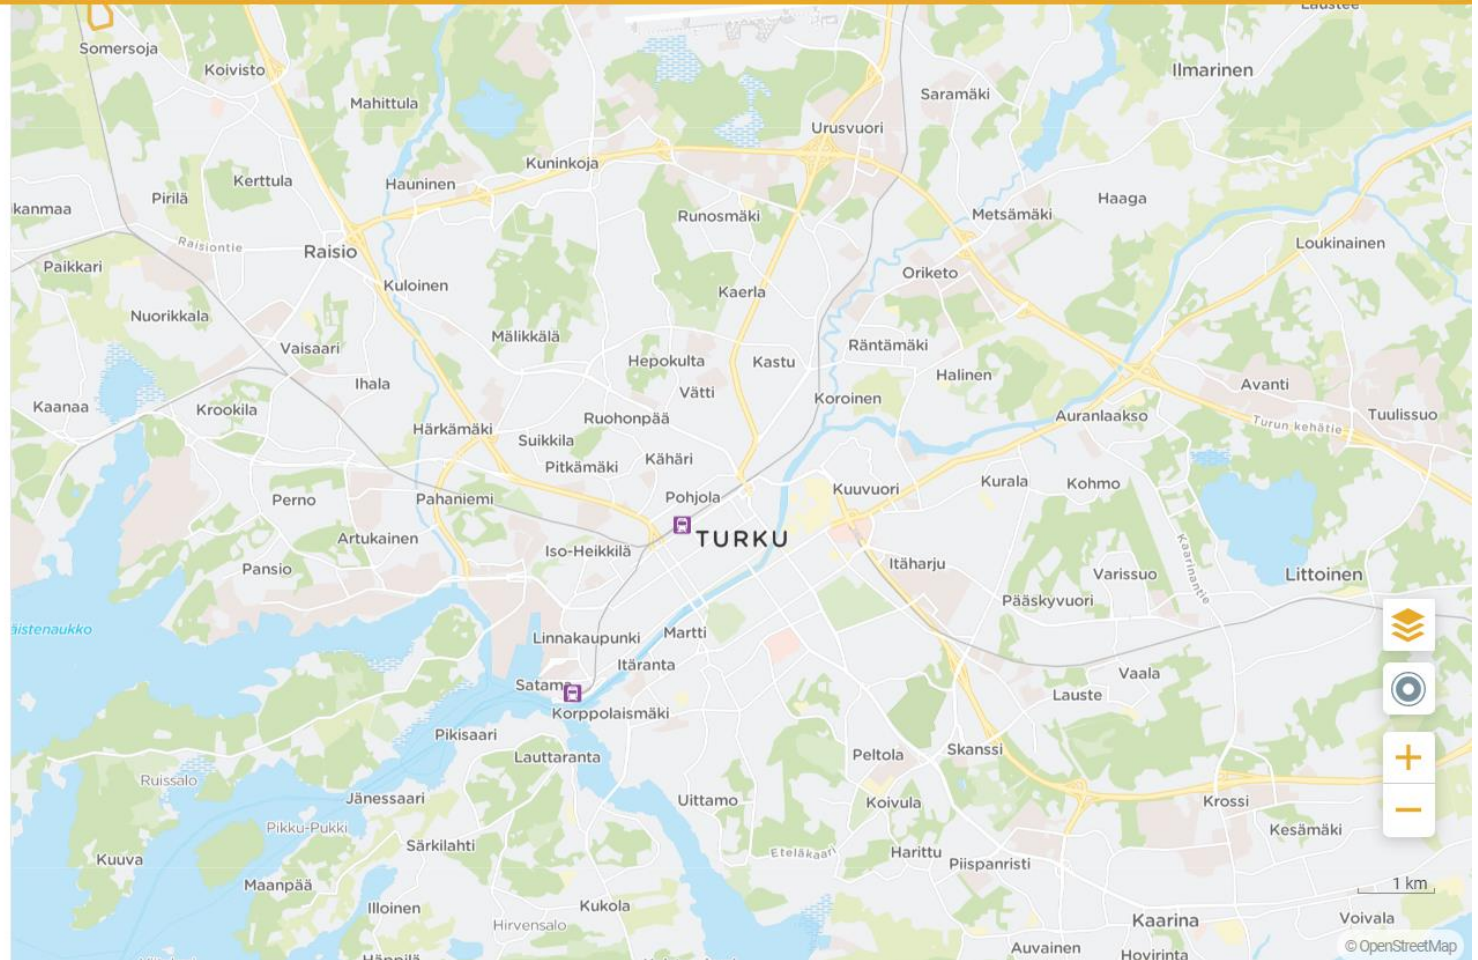 Laustee
Somersoja
Koivisto
Ilmarinen
Mahittula
Saramäki
Urusvuori
Kuninkoja
Kerttula
Hauninen
Pirilä
Haaga
kanmaa
Runosmäki
Metsämäki
Raisiontie
Raisio
Loukinainen
Paikkari
Oriketo
Kuloinen
Kaerla
Nuorikkala
Mälikkälä
Vaisaari
Räntämäki
Hepokulta
Kastu
Halinen
Ihala
Vätti
Avanti
Koroinen
Kaanaa
Krookila
Ruohonpää
Auranlaakso
Tuulissuo
Turun kehätie
Härkämäki
Suikkila
Kähäri
Pitkämäki
Kurala
Kohmo
Kuuvuori
Perno
Pahaniemi
Pohjola
Artukainen
TURKU
Iso-Heikkilä
Itäharju
Kaarinantie
Pansio
Varissuo
Littoinen
Pääskyvuori
äistenaukko
Linnakaupunki
Martti
Itäranta
Vaala
Satama
Lauste
Korppolaismäki
Pikisaari
Skanssi
Lauttaranta
Peltola
Ruissalo
Jänessaari
Uittamo
Koivula
Krossi
Pikku-Pukki
Kesämäki
Särkilahti
Eteläkaari
Harittu
Kuuva
Piispanristi
Maanpää
1 km
Illoinen
Kukola
Hirvensalo
Kaarina
Voivala
Auvainen
© OpenStreetMap
Hovirinta
Häppilä